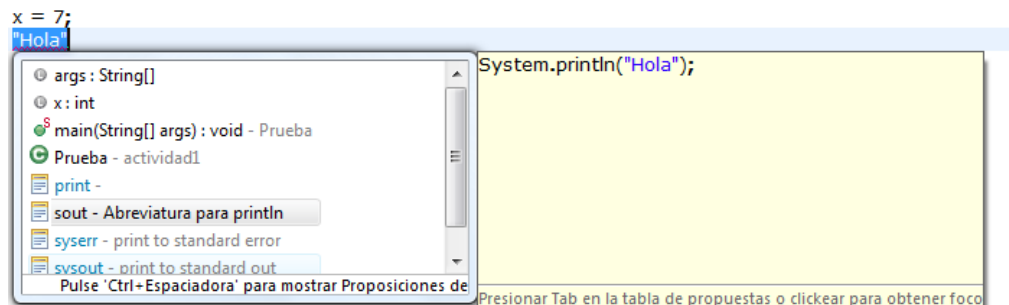 x = 7;
"Hola"
args : String[]
x : int
main(String[] args) : void - Prueba
Prueba - actividad1
print -
sout - Abreviatura para println
syserr - print to standard error
sysout - print to standard out
Pulse 'Ctrl+Espaciadora' para mostrar Proposiciones de
System.println("Hola");
Presionar Tab en la tabla de propuestas o clickear para obtener foco